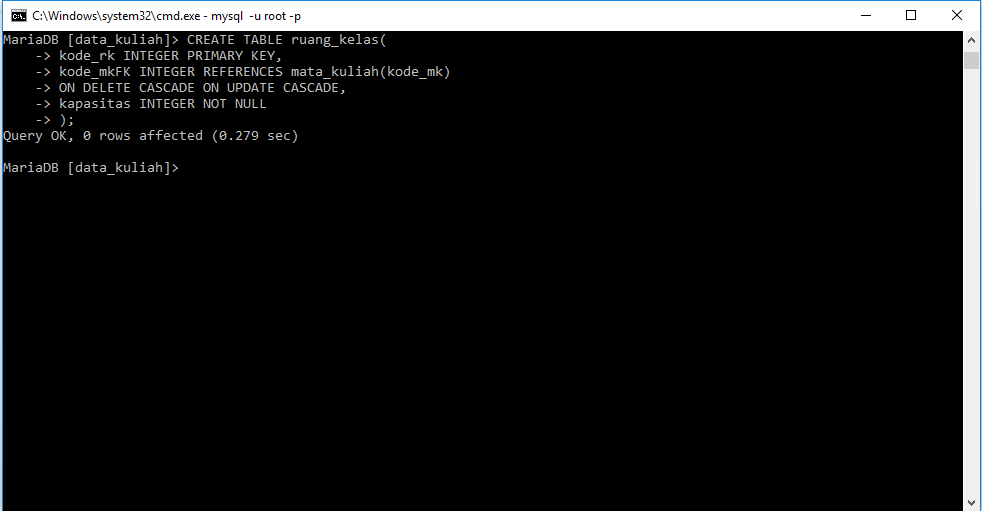 C:\Windows\system32\cmd.exe - mysql  -u root -p
MariaDB [data_kuliah]> CREATE TABLE ruang_kelas(
    -> kode_rk INTEGER PRIMARY KEY,
    -> kode_mkFK INTEGER REFERENCES mata_kuliah(kode_mk)
    -> ON DELETE CASCADE ON UPDATE CASCADE,
    -> kapasitas INTEGER NOT NULL
    -> );
Query OK, 0 rows affected (0.279 sec)
MariaDB [data_kuliah]>